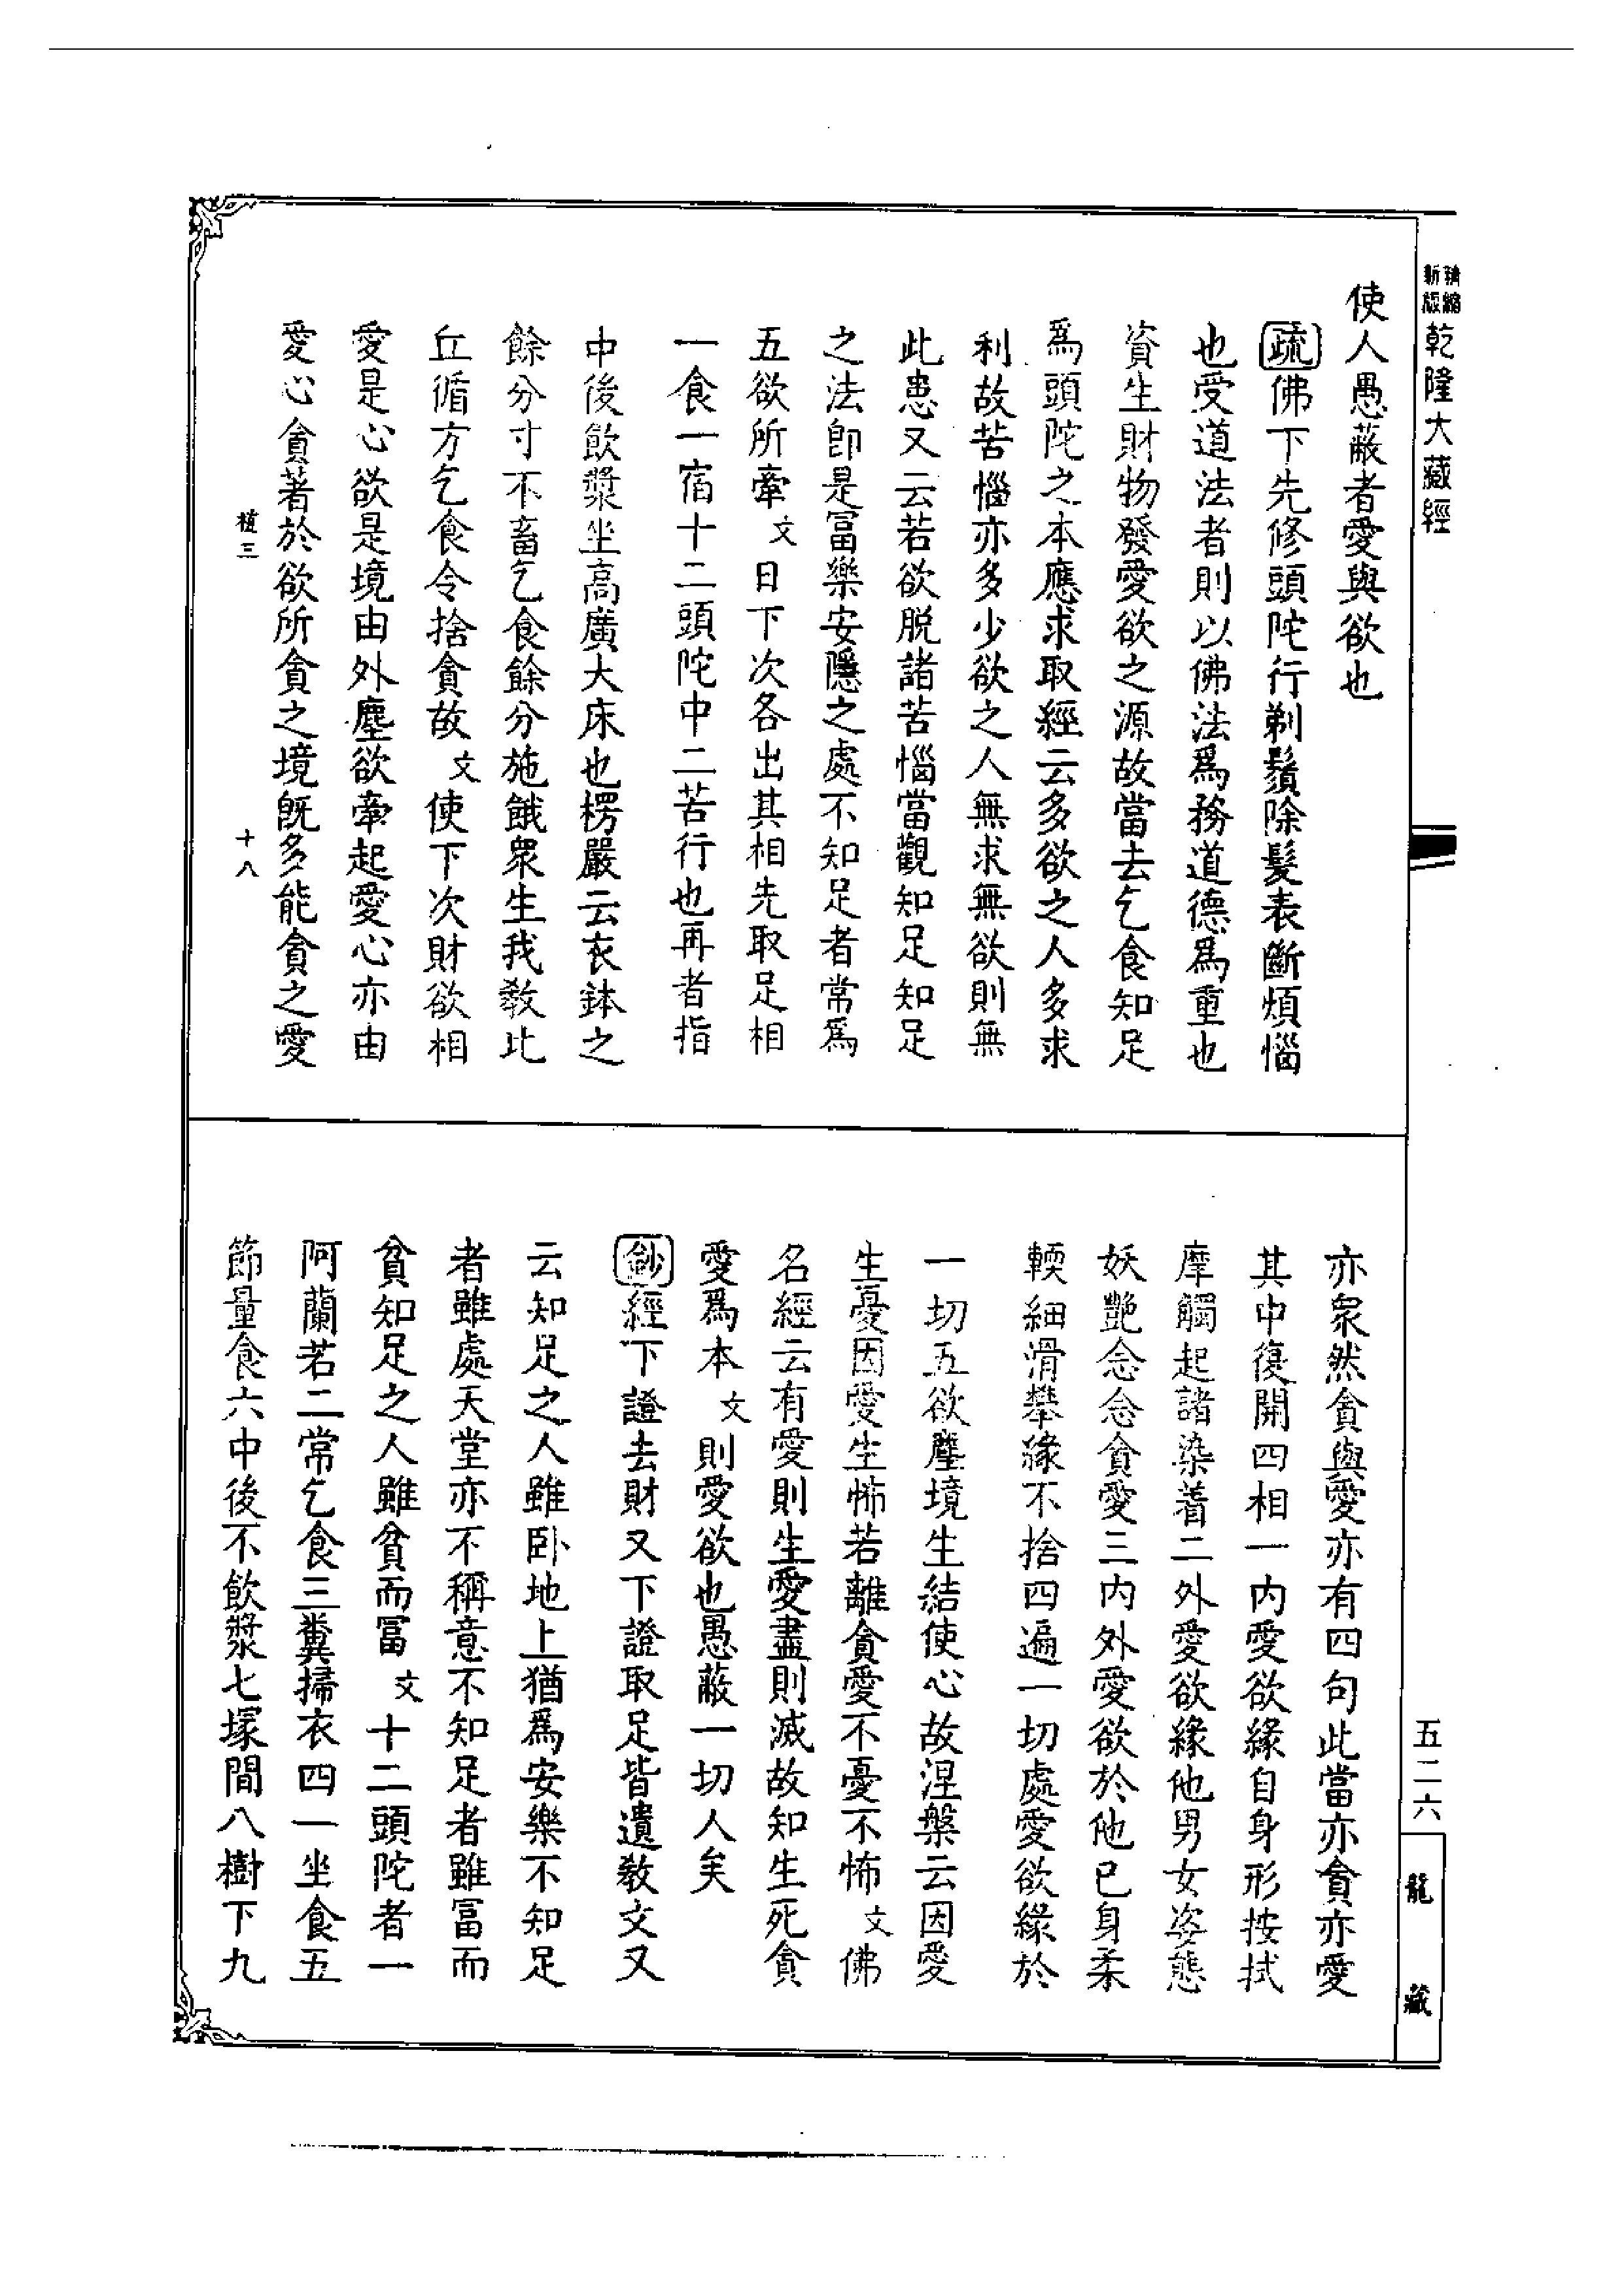 精縮
新版
乾隆大藏經
使人愚蔽者愛與欲也
疏佛下先修頭陀行剃鬚除髮表斷煩惱
也受道法者則以佛法爲務道德爲重也
資生財物發愛欲之源故當去乞食知足
爲頭陀之本應求取經云多欲之人多求
利故苦惱亦多少欲之人無求無欲則無
此患又云若欲脫諸苦惱當觀知足知足
之法卽是富樂安隱之處不知足者常爲
五欲所牽文日下次各出其相先取足相
一食一宿十二頭陀中二苦行也再者指
中後飲漿坐高廣大床也楞嚴云衣鉢之
餘分寸不畜乞食餘分施餓衆生我敎比
丘循方乞食令捨貪故文使下次財欲相
愛是心欲是境由外塵欲牽起愛心亦由
愛心貪著於欲所貪之境旣多能貪之愛
植三
十八
亦衆然貪與愛亦有四句此當亦貪亦愛
其中復開四相一內愛欲緣自身形按拭
摩觸起諸染着二外愛欲緣他男女姿態
妖艷念念貪愛三內外愛欲於他已身柔
輭細滑攀緣不捨四遍一切處愛欲緣於
一切五欲塵境生結使心故涅槃云因愛
生憂因愛生怖若離貪愛不憂不怖文佛
名經云有愛則生愛盡則滅故知生死貪
愛爲本文則愛欲也愚蔽一切人矣
鈔經下證去財又下證取足皆遺敎文又
云知足之人雖卧地上猶爲安樂不知足
者雖處天堂亦不稱意不知足者雖富而
貧知足之人雖貧而富文十二頭陀者一
阿蘭若二常乞食三糞掃衣四一坐食五
節量食六中後不飲漿七塚間八樹下九
五二六
龍藏